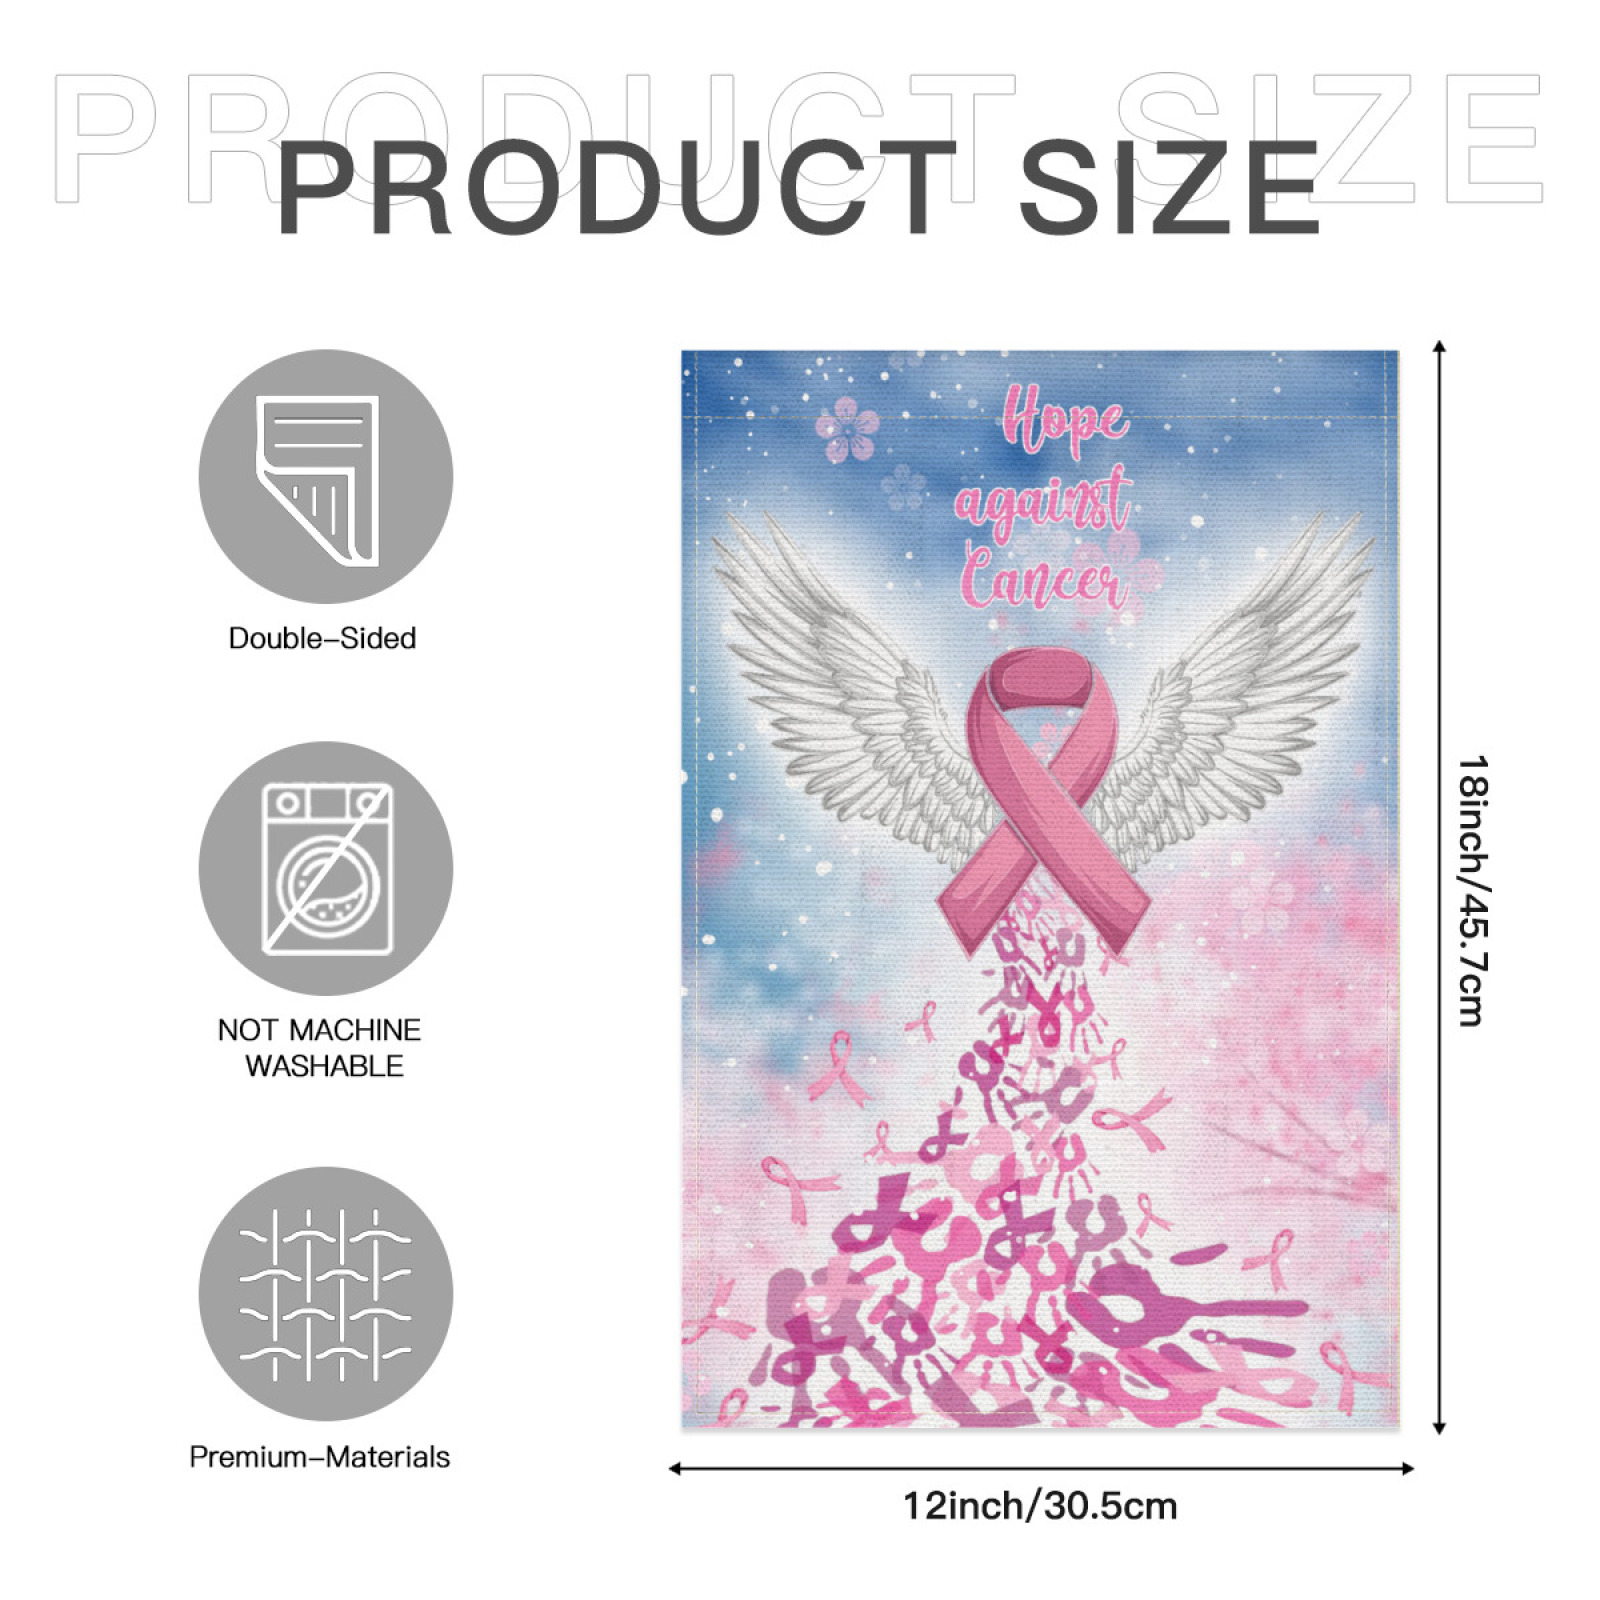 PRODUCT SIZE
PRODUCT SIZE
Double-Sided
NOT MACHINE
WASHABLE
Premium-Materials
Hope
against
Cancer
18inch/45.7cm
12inch/30.5cm